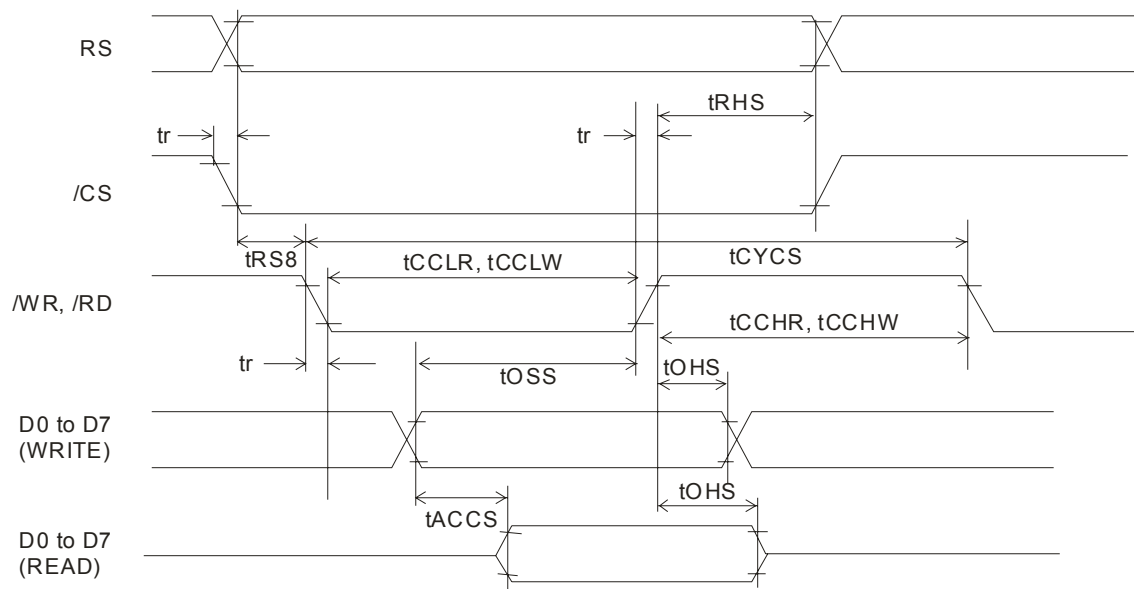 RS
tRHS
tr
tr
/CS
tRS8
tCCLR, tCCLW
tCYCS
/WR, /RD
tCCHR, tCCHW
tr
tOSS
tOHS
D0 to D7
(WRITE)
tOHS
tACCS
D0 to D7
(READ)